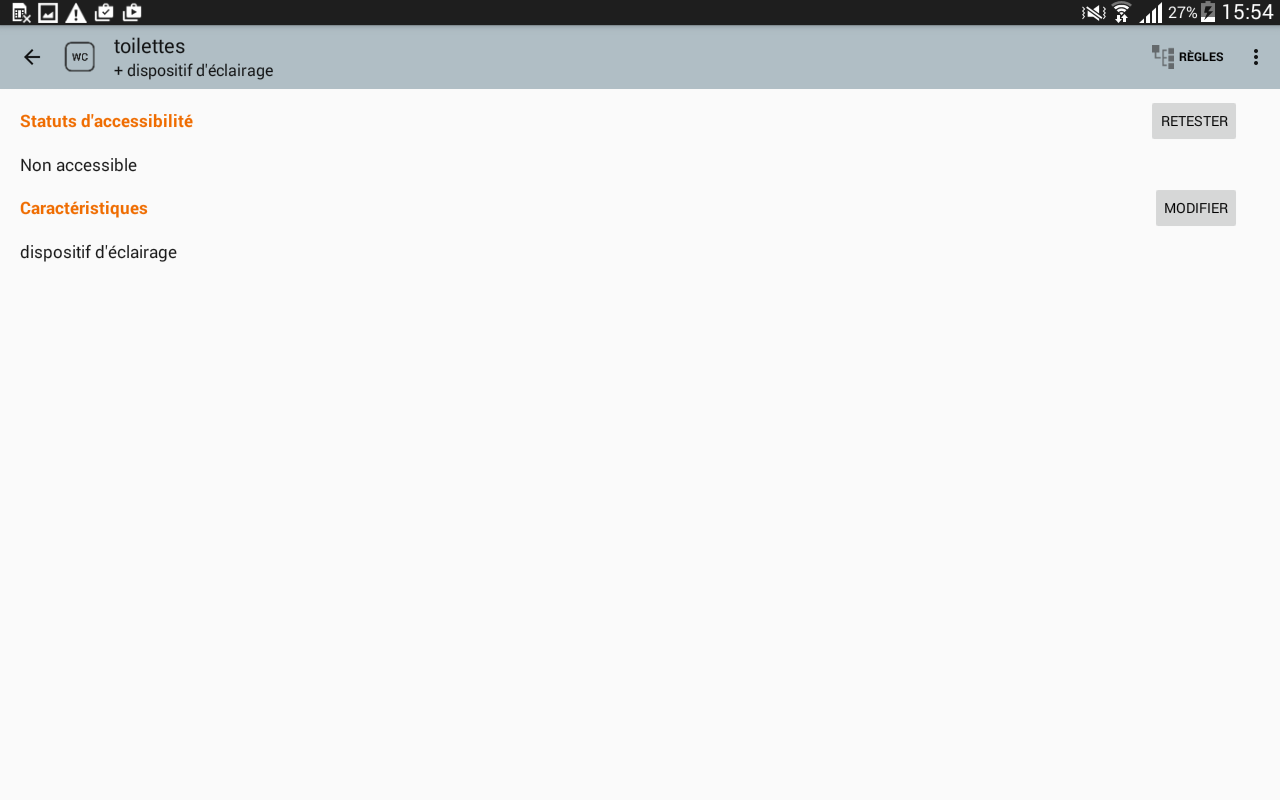 27% 15:54
WC
toilettes
+ dispositif d'éclairage
RÈGLES
Statuts d'accessibilité
RETESTER
Non accessible
Caractéristiques
MODIFIER
dispositif d'éclairage